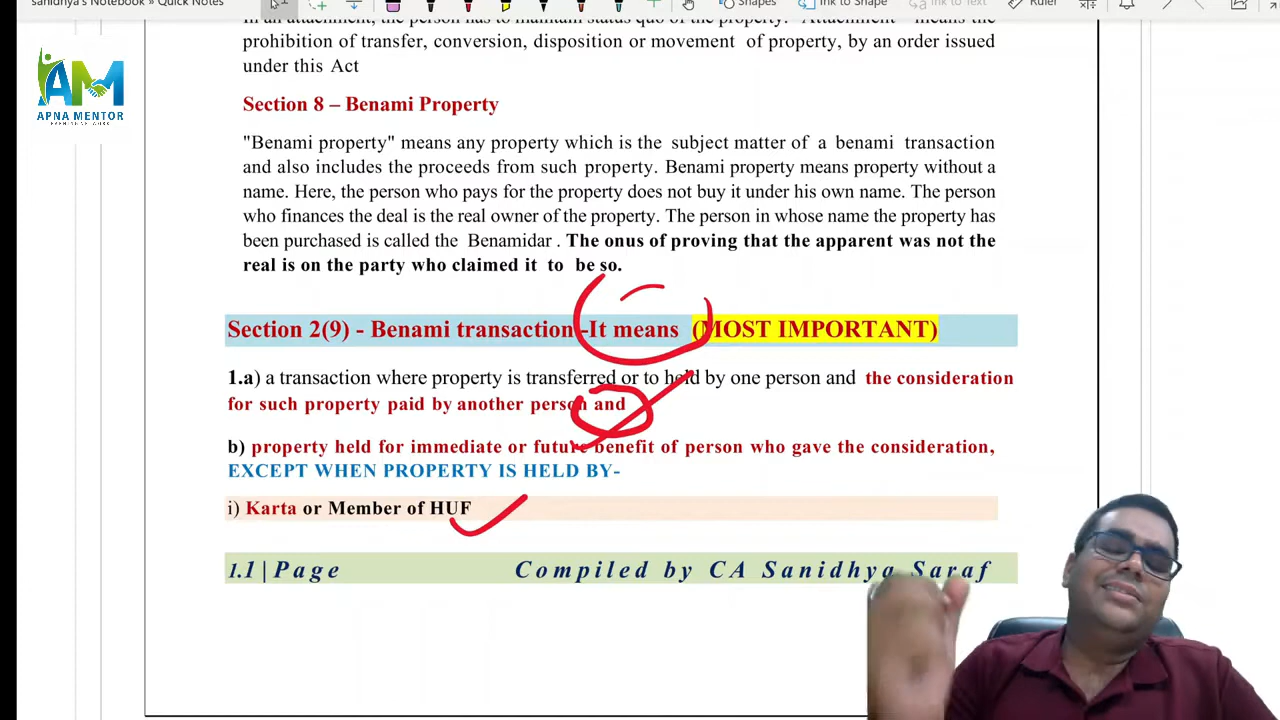 sanidhya's Notebook » Quick Notes
Shapes
Ink to Shape
Ink to Text
Ruler
In an attachment, the person has to maintain status quo of the property. "Attachment" means the
prohibition of transfer, conversion, disposition or movement of property, by an order issued
under this Act
AM
APNA MENTOR
Section 8 – Benami Property
"Benami property" means any property which is the subject matter of a benami transaction
and also includes the proceeds from such property. Benami property means property without a
name. Here, the person who pays for the property does not buy it under his own name. The person
who finances the deal is the real owner of the property. The person in whose name the property has
been purchased is called the Benamidar . The onus of proving that the apparent was not the
real is on the party who claimed it to be so.
Section 2(9) - Benami transaction -It means (MOST IMPORTANT)
1.a) a transaction where property is transferred or to held by one person and the consideration
for such property paid by another person and
b) property held for immediate or future benefit of person who gave the consideration,
EXCEPT WHEN PROPERTY IS HELD BY-
i) Karta or Member of HUF
1.1|Page Compiled by CA Sanidhya Saraf